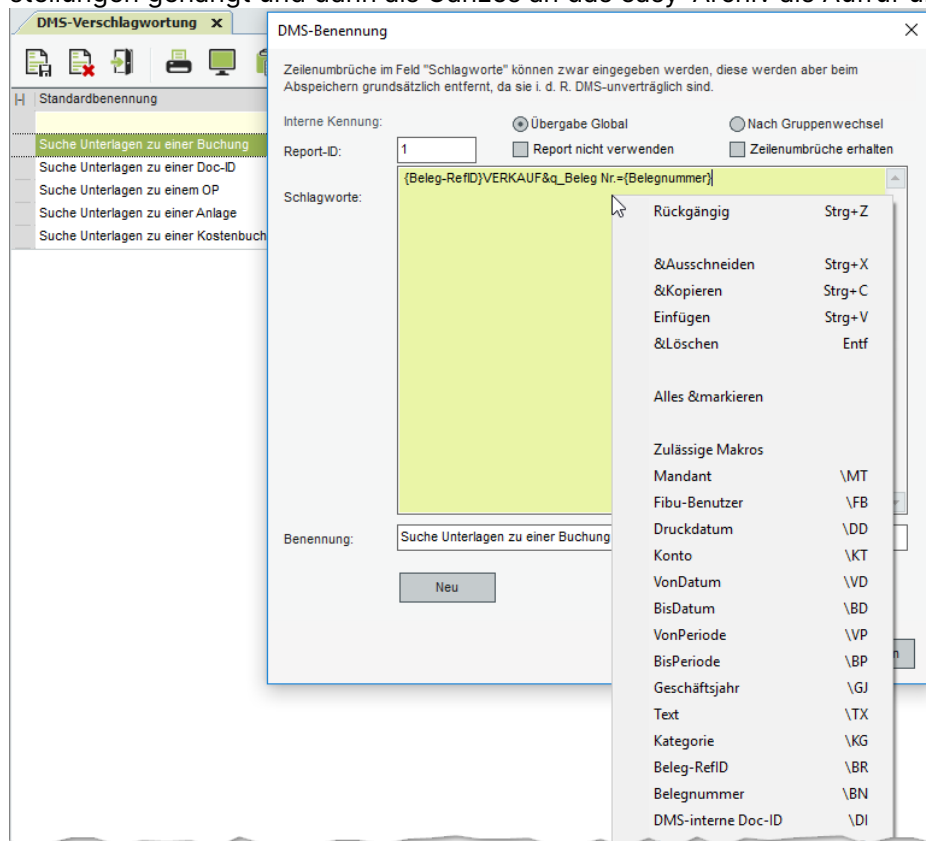 DMS-Verschlagwortung x
Standardbenennung
Suche Unterlagen zu einer Buchung
Suche Unterlagen zu einer Doc-ID
Suche Unterlagen zu einem OP
Suche Unterlagen zu einer Anlage
Suche Unterlagen zu einer Kostenbuch
DMS-Benennung
Zeilenumbrüche im Feld "Schlagworte" können zwar eingegeben werden, diese werden aber beim
Abspeichern grundsätzlich entfernt, da sie i. d. R. DMS-unverträglich sind.
Interne Kennung: Übergabe Global Nach Gruppenwechsel
Report-ID: 1 Report nicht verwenden Zeilenumbrüche erhalten
Schlagworte:
{Beleg-RefID}VERKAUF&q_Beleg Nr.={Belegnummer}
Benennung: Suche Unterlagen zu einer Buchung
Neu
Rückgängig Strg+Z
&Ausschneiden Strg+X
&Kopieren Strg+C
Einfügen Strg+V
&Löschen Entf
Alles &markieren
Zulässige Makros
Mandant \MT
Fibu-Benutzer \FB
Druckdatum \DD
Konto \KT
VonDatum \VD
BisDatum \BD
VonPeriode \VP
BisPeriode \BP
Geschäftsjahr \GJ
Text \TX
Kategorie \KG
Beleg-RefID \BR
Belegnummer \BN
DMS-interne Doc-ID \DI